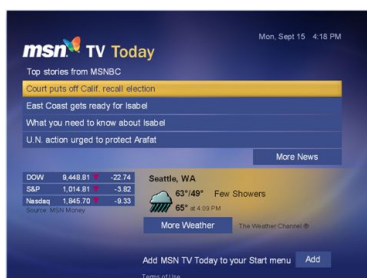 Mon, Sept 15 4:18 PM
msn TV Today
Top stories from MSNBC
Court puts off Calif. recall election
East Coast gets ready for Isabel
What you need to know about Isabel
U.N. action urged to protect Arafat
More News
DOW 9,448.81 -22.74
S&P 1,014.81 -3.82
Nasdaq 1,845.70 -9.33
Source: MSN Money
Seattle, WA
63°/49° Few Showers
65° at 4:09 PM
More Weather The Weather Channel ®
Add MSN TV Today to your Start menu Add
Terms of Use